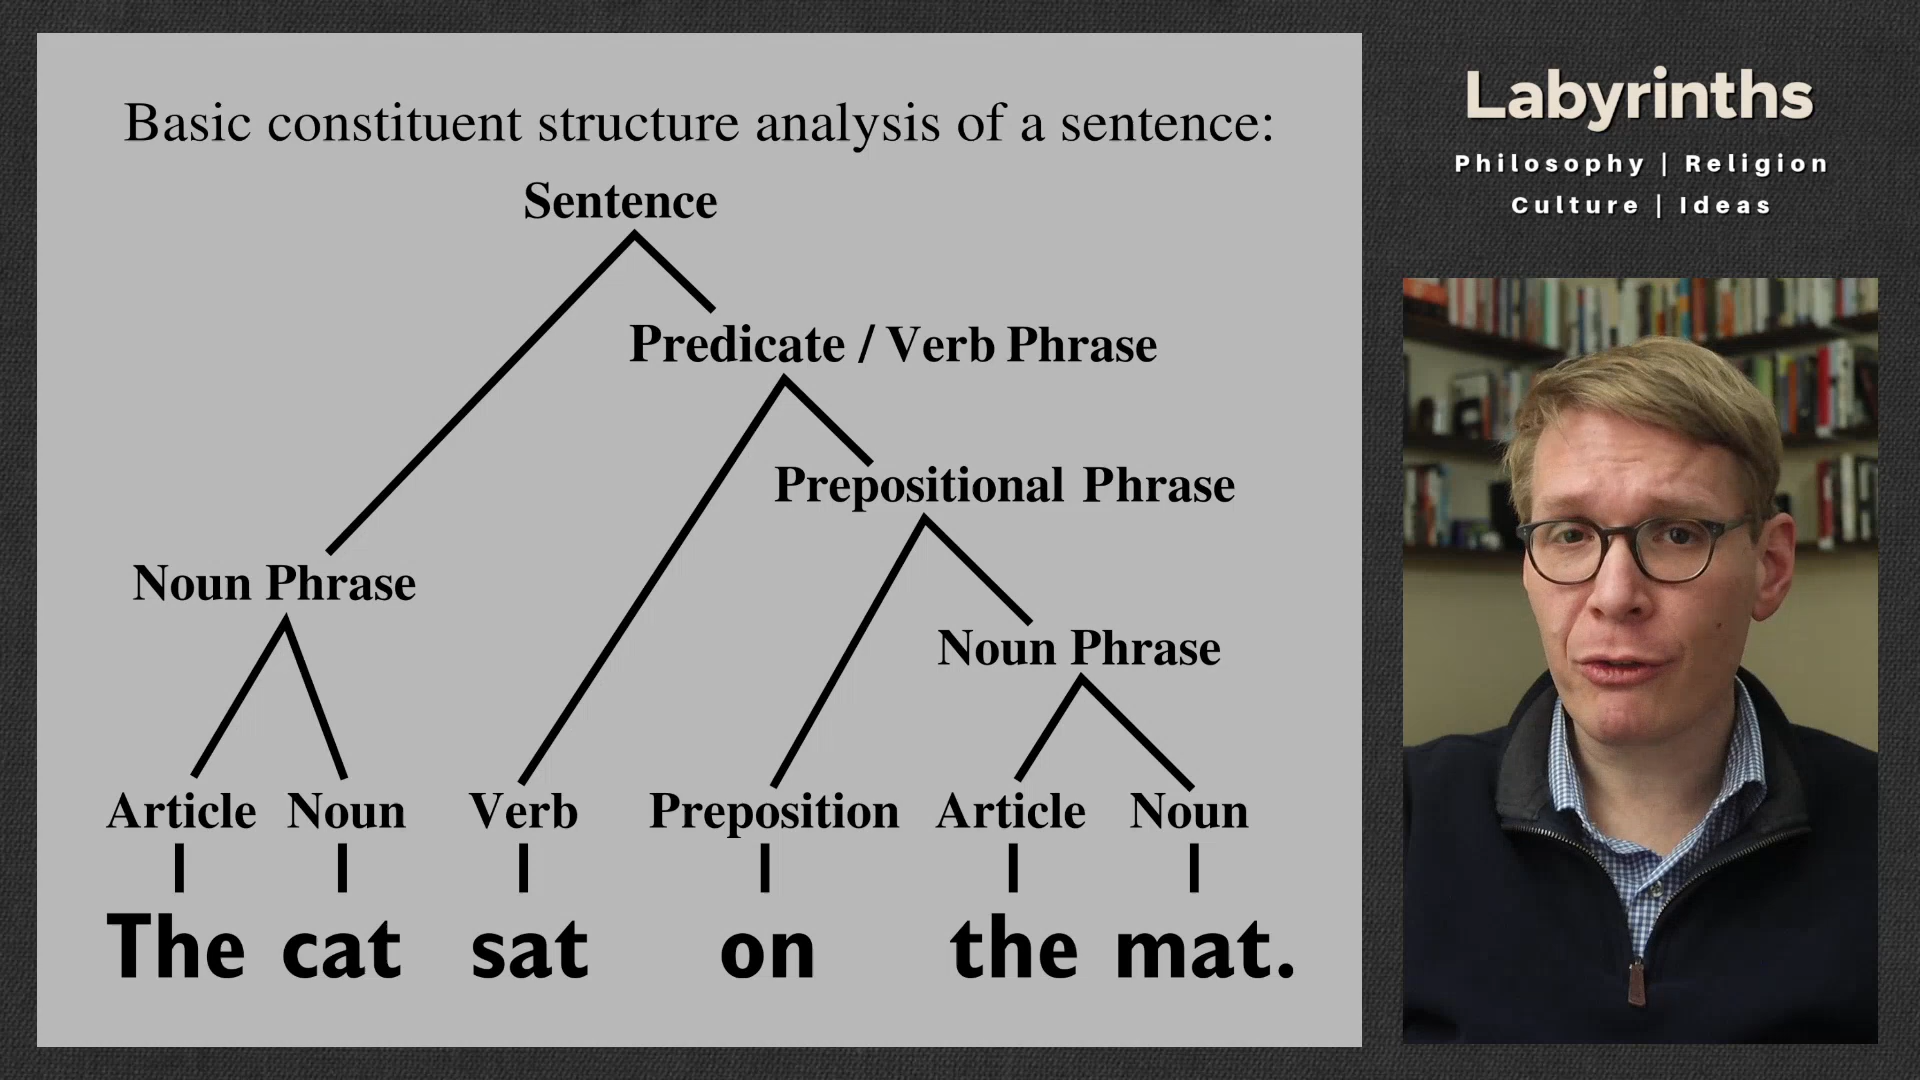 Basic constituent structure analysis of a sentence:
Sentence
Predicate / Verb Phrase
Prepositional Phrase
Noun Phrase
Noun Phrase
Article Noun Verb Preposition Article Noun
The cat sat on the mat.
Labyrinths
Philosophy | Religion
Culture | Ideas